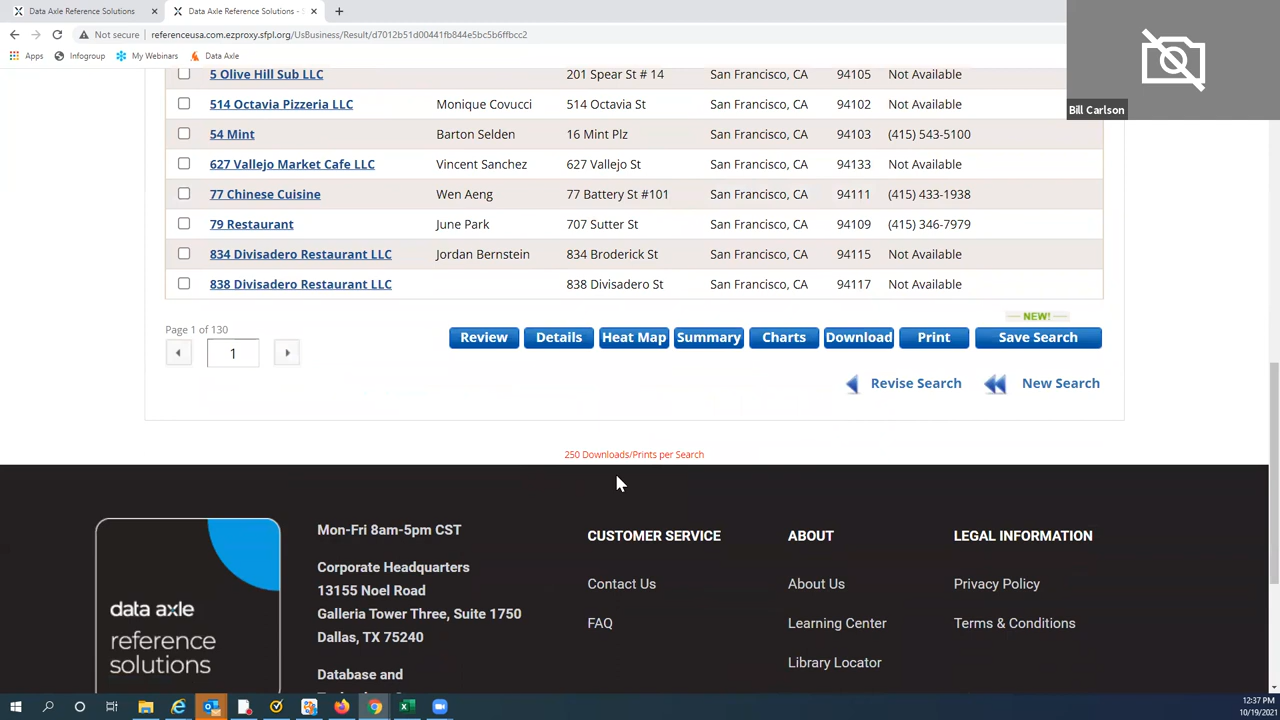 Data Axle Reference Solutions
Data Axle Reference Solutions - S
Not secure
referenceusa.com.ezproxy.sfpl.org/UsBusiness/Result/d7012b51d00441fb844e5bc5b6ffbcc2
Apps
Infogroup
My Webinars
Data Axle
Bill Carlson
5 Olive Hill Sub LLC 201 Spear St # 14 San Francisco, CA 94105 Not Available
514 Octavia Pizzeria LLC Monique Covucci 514 Octavia St San Francisco, CA 94102 Not Available
54 Mint Barton Selden 16 Mint Plz San Francisco, CA 94103 (415) 543-5100
627 Vallejo Market Cafe LLC Vincent Sanchez 627 Vallejo St San Francisco, CA 94133 Not Available
77 Chinese Cuisine Wen Aeng 77 Battery St #101 San Francisco, CA 94111 (415) 433-1938
79 Restaurant June Park 707 Sutter St San Francisco, CA 94109 (415) 346-7979
834 Divisadero Restaurant LLC Jordan Bernstein 834 Broderick St San Francisco, CA 94115 Not Available
838 Divisadero Restaurant LLC 838 Divisadero St San Francisco, CA 94117 Not Available
NEW!
Page 1 of 130
1
Review Details Heat Map Summary Charts Download Print Save Search
Revise Search New Search
250 Downloads/Prints per Search
data axle
reference
solutions
Mon-Fri 8am-5pm CST
Corporate Headquarters
13155 Noel Road
Galleria Tower Three, Suite 1750
Dallas, TX 75240
Database and
CUSTOMER SERVICE
Contact Us
FAQ
ABOUT
About Us
Learning Center
Library Locator
LEGAL INFORMATION
Privacy Policy
Terms & Conditions
12:37 PM
10/19/2021